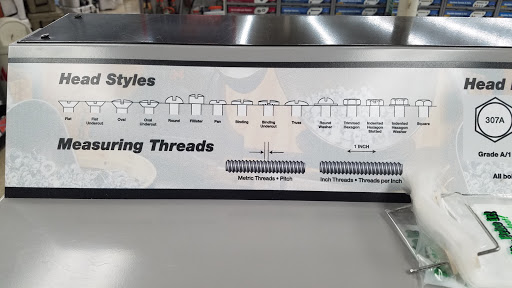 Head Styles
Flat
Flat Undercut
Oval
Oval Undercut
Round
Fillister
Pan
Binding
Binding Undercut
Truss
Round Washer
Trimmed Hexagon
Indented Hexagon Slotted
Indented Hexagon Washer
Square
Measuring Threads
1 INCH
Metric Threads - Pitch
Inch Threads - Threads per Inch
Head
307A
Grade A/1
All bol